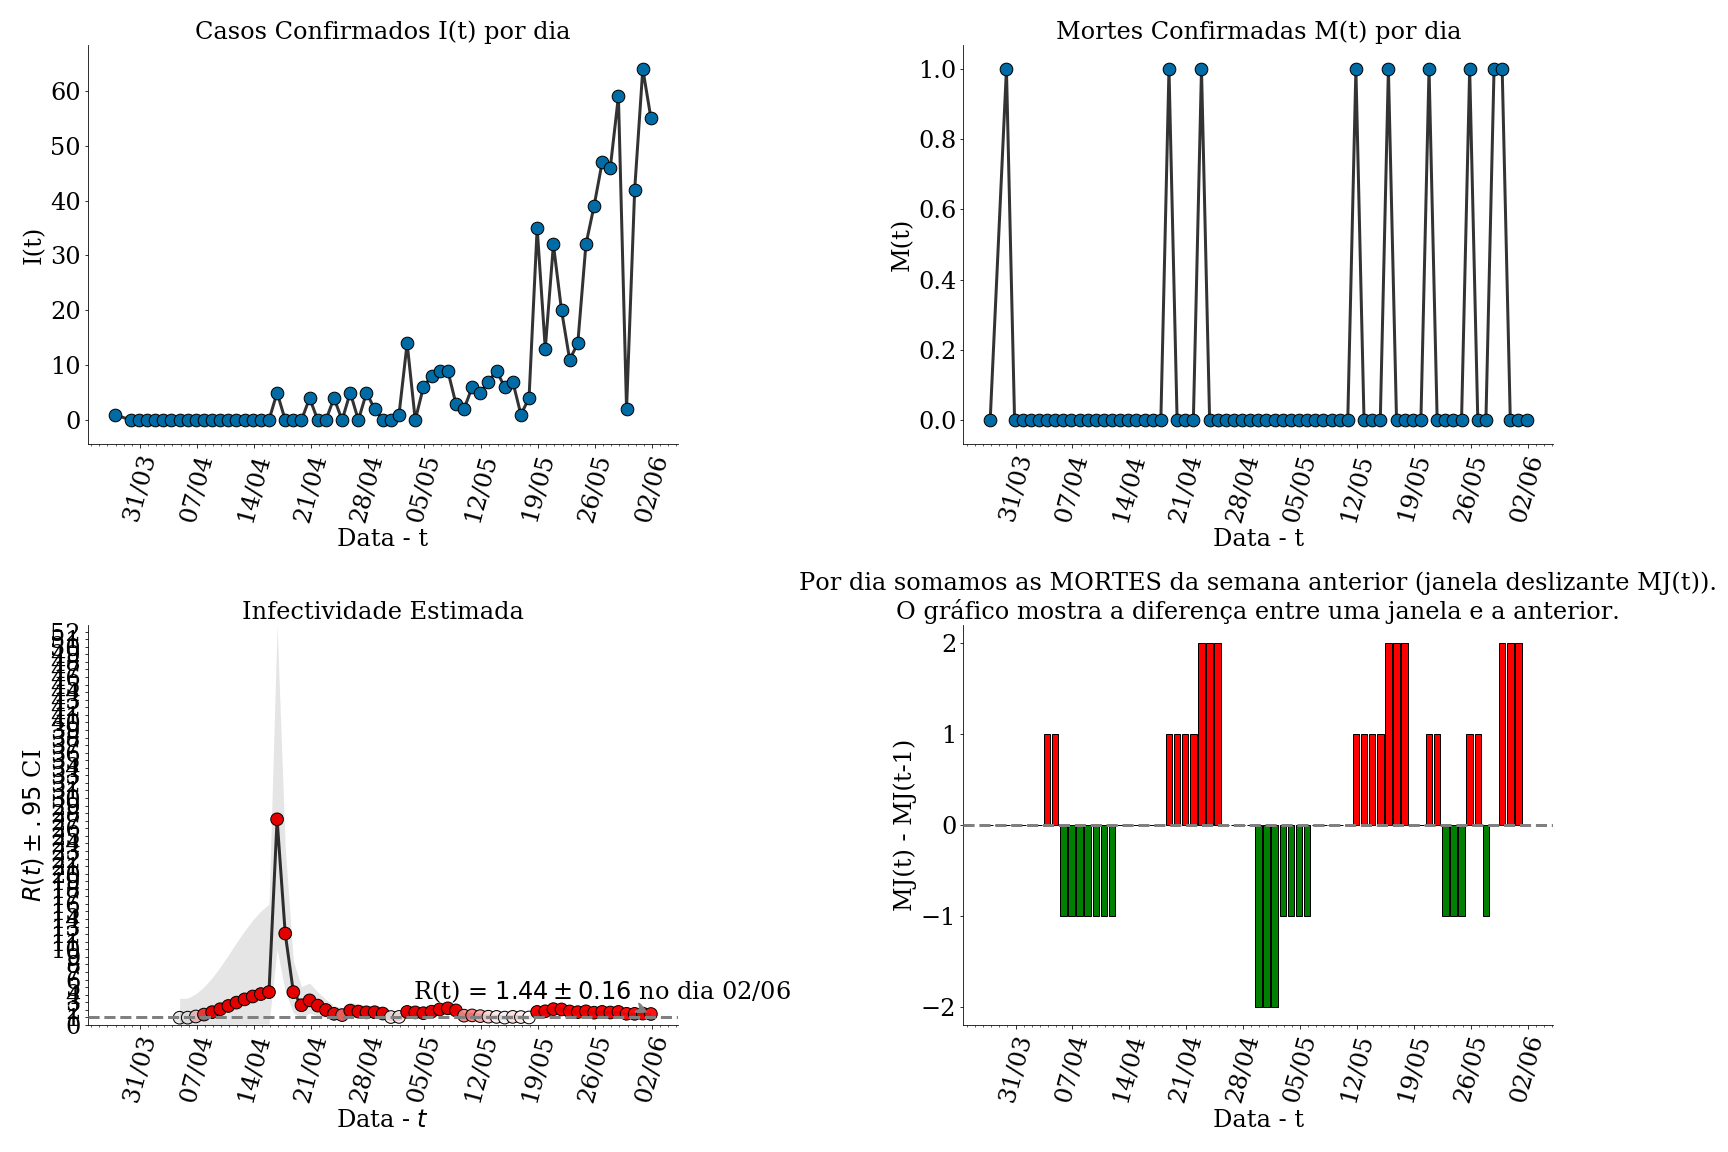 Casos Confirmados I(t) por dia
I(t)
60
50
40
30
20
10
0
31/03 07/04 14/04 21/04 28/04 05/05 12/05 19/05 26/05 02/06
Data - t
Mortes Confirmadas M(t) por dia
M(t)
1.0
0.8
0.6
0.4
0.2
0.0
31/03 07/04 14/04 21/04 28/04 05/05 12/05 19/05 26/05 02/06
Data - t
Infectividade Estimada
R(t) ± .95 CI
52
0
R(t) = 1.44 ± 0.16 no dia 02/06
31/03 07/04 14/04 21/04 28/04 05/05 12/05 19/05 26/05 02/06
Data - t
Por dia somamos as MORTES da semana anterior (janela deslizante MJ(t)).
O gráfico mostra a diferença entre uma janela e a anterior.
MJ(t) - MJ(t-1)
2
1
0
−1
−2
31/03 07/04 14/04 21/04 28/04 05/05 12/05 19/05 26/05 02/06
Data - t